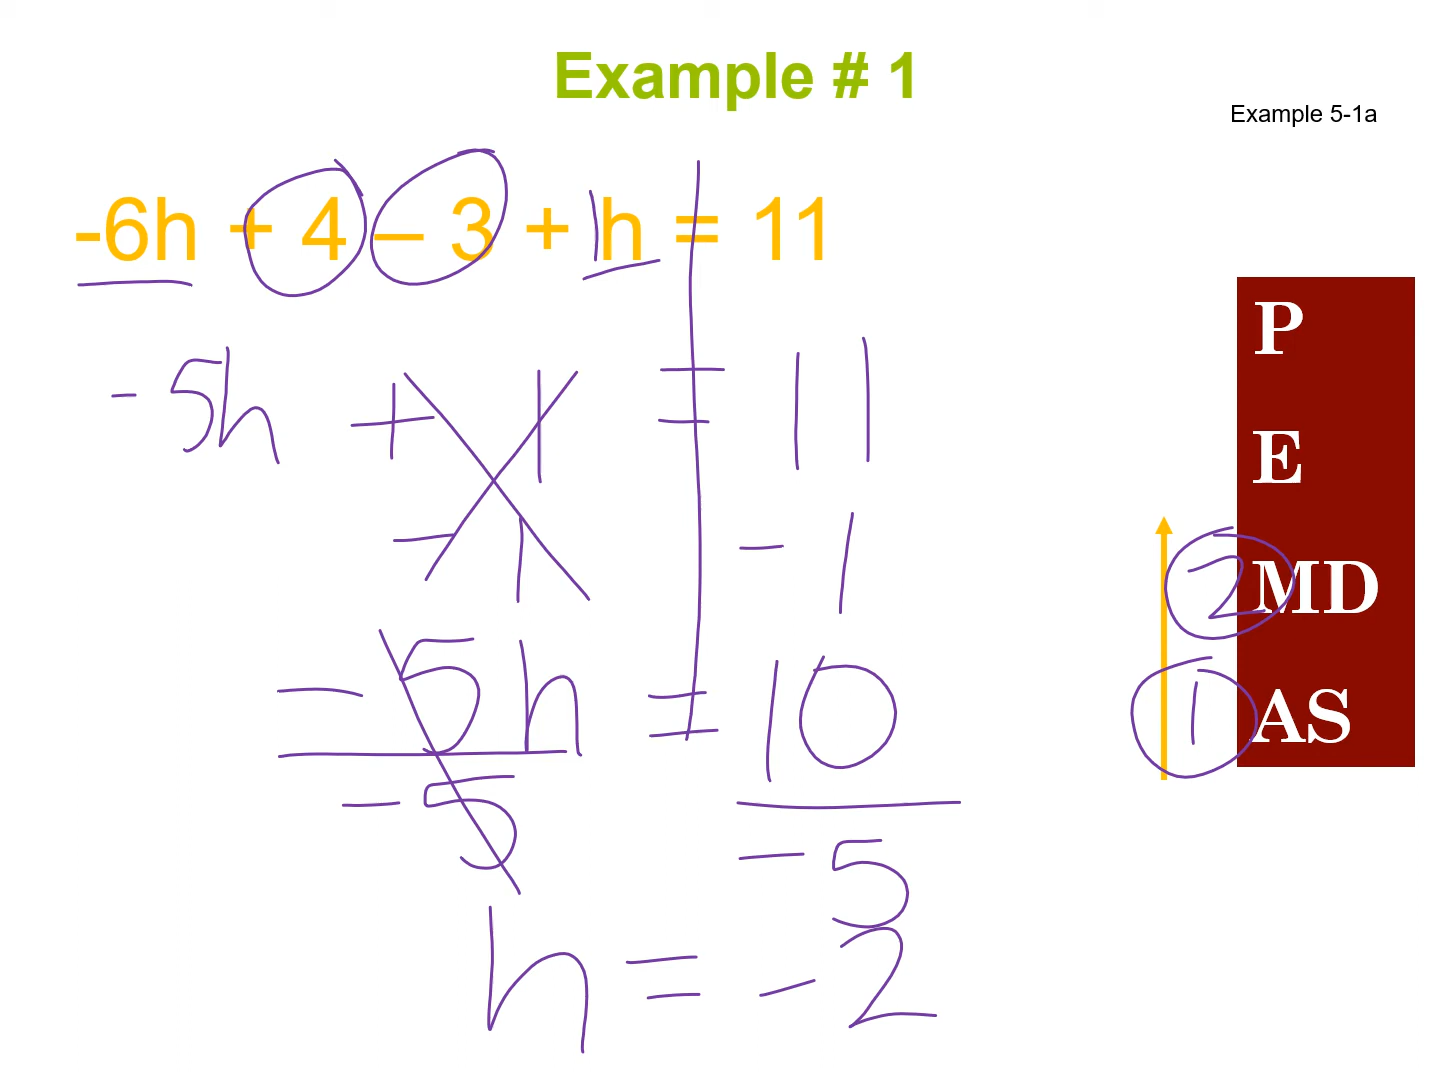 Example # 1
Example 5-1a
-6h + 4 – 3 + 1h = 11
-5h + 1 = 11
- 1 - 1
-5h = 10
-5 -5
h = -2
P
E
2 MD
1 AS